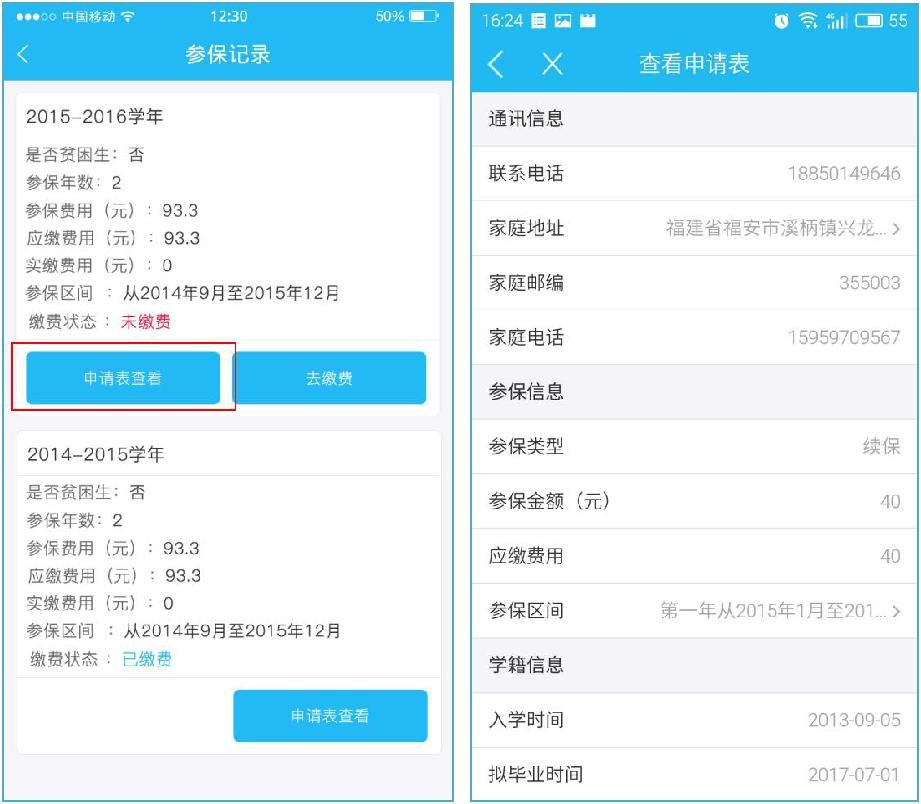 中国移动 12:30 50%
参保记录
2015-2016学年
是否贫困生：否
参保年数：2
参保费用（元）：93.3
应缴费用（元）：93.3
实缴费用（元）：0
参保区间 ：从2014年9月至2015年12月
缴费状态：未缴费
申请表查看 去缴费
2014-2015学年
是否贫困生：否
参保年数：2
参保费用（元）：93.3
应缴费用（元）：93.3
实缴费用（元）：0
参保区间 ：从2014年9月至2015年12月
缴费状态：已缴费
申请表查看
16:24 4G 55
查看申请表
通讯信息
联系电话 18850149646
家庭地址 福建省福安市溪柄镇兴龙...
家庭邮编 355003
家庭电话 15959709567
参保信息
参保类型 续保
参保金额（元） 40
应缴费用 40
参保区间 第一年从2015年1月至201...
学籍信息
入学时间 2013-09-05
拟毕业时间 2017-07-01